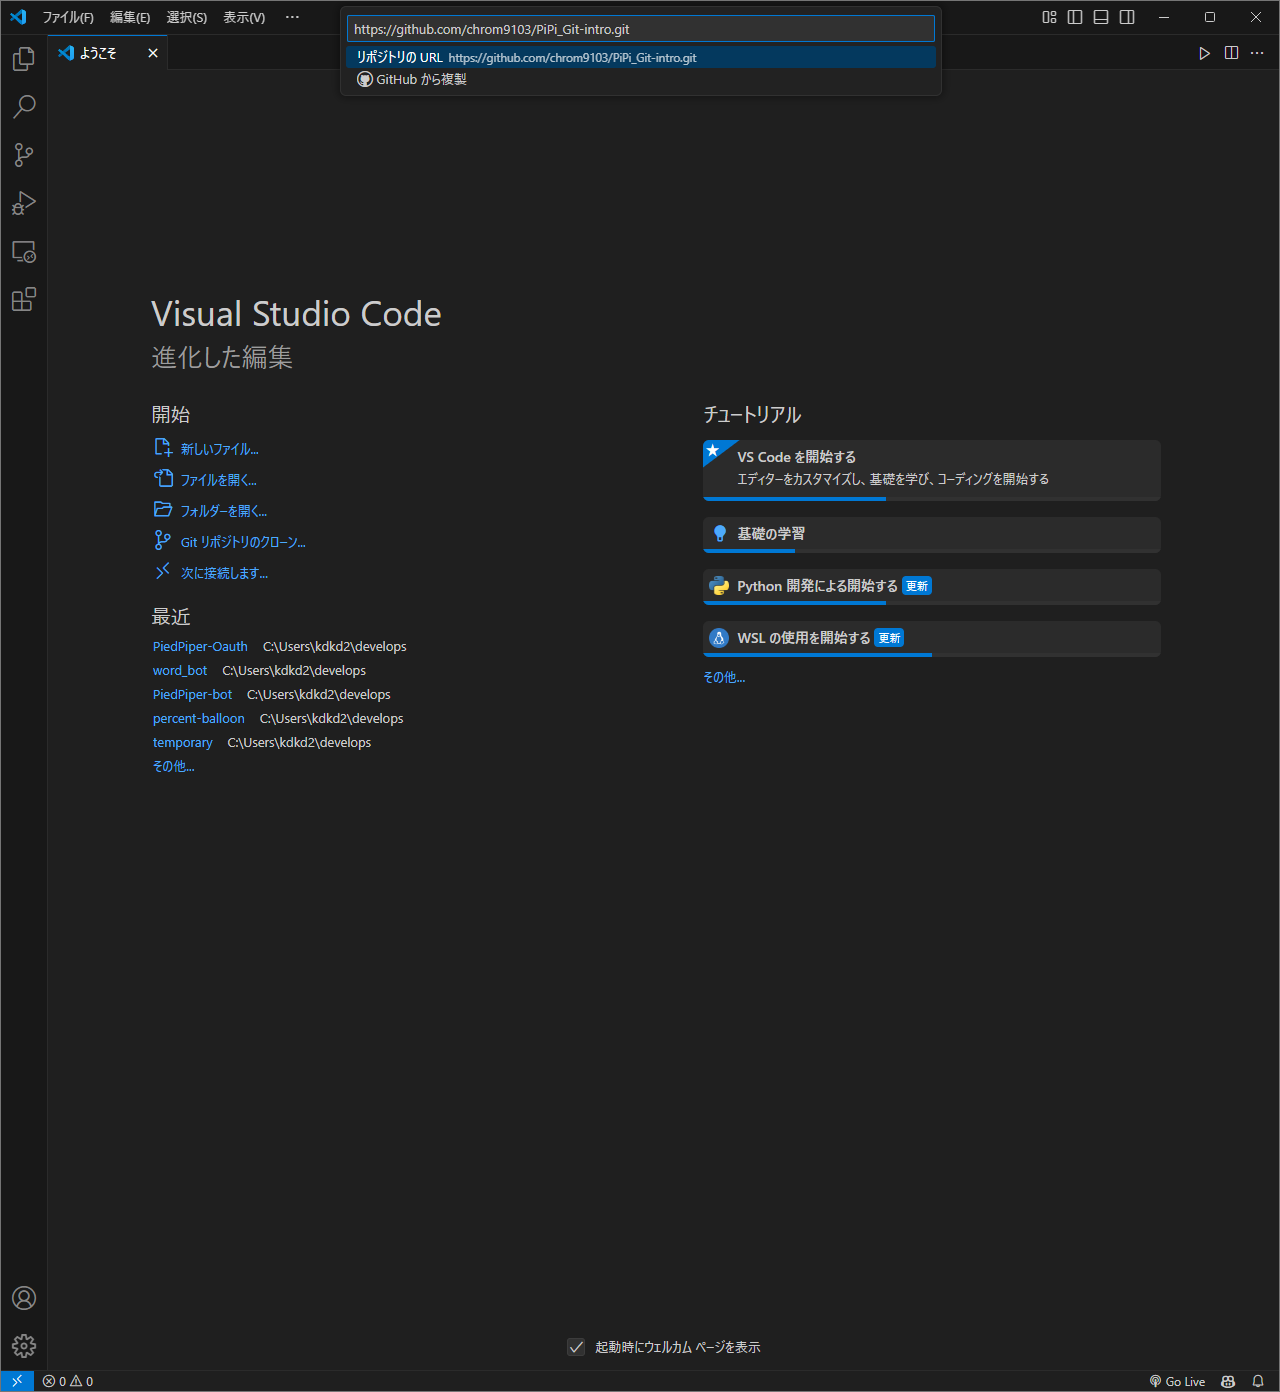 ファイル(F) 編集(E) 選択(S) 表示(V) ···
https://github.com/chrom9103/PiPi_Git-intro.git
リポジトリの URL https://github.com/chrom9103/PiPi_Git-intro.git
GitHub から複製
ようこそ
Visual Studio Code
進化した編集
開始
新しいファイル...
ファイルを開く...
フォルダーを開く...
Git リポジトリのクローン...
次に接続します...
最近
PiedPiper-Oauth C:\Users\kdkd2\develops
word_bot C:\Users\kdkd2\develops
PiedPiper-bot C:\Users\kdkd2\develops
percent-balloon C:\Users\kdkd2\develops
temporary C:\Users\kdkd2\develops
その他...
チュートリアル
VS Code を開始する
エディターをカスタマイズし、基礎を学び、コーディングを開始する
基礎の学習
Python 開発による開始する 更新
WSL の使用を開始する 更新
その他...
起動時にウェルカム ページを表示
0 0
Go Live